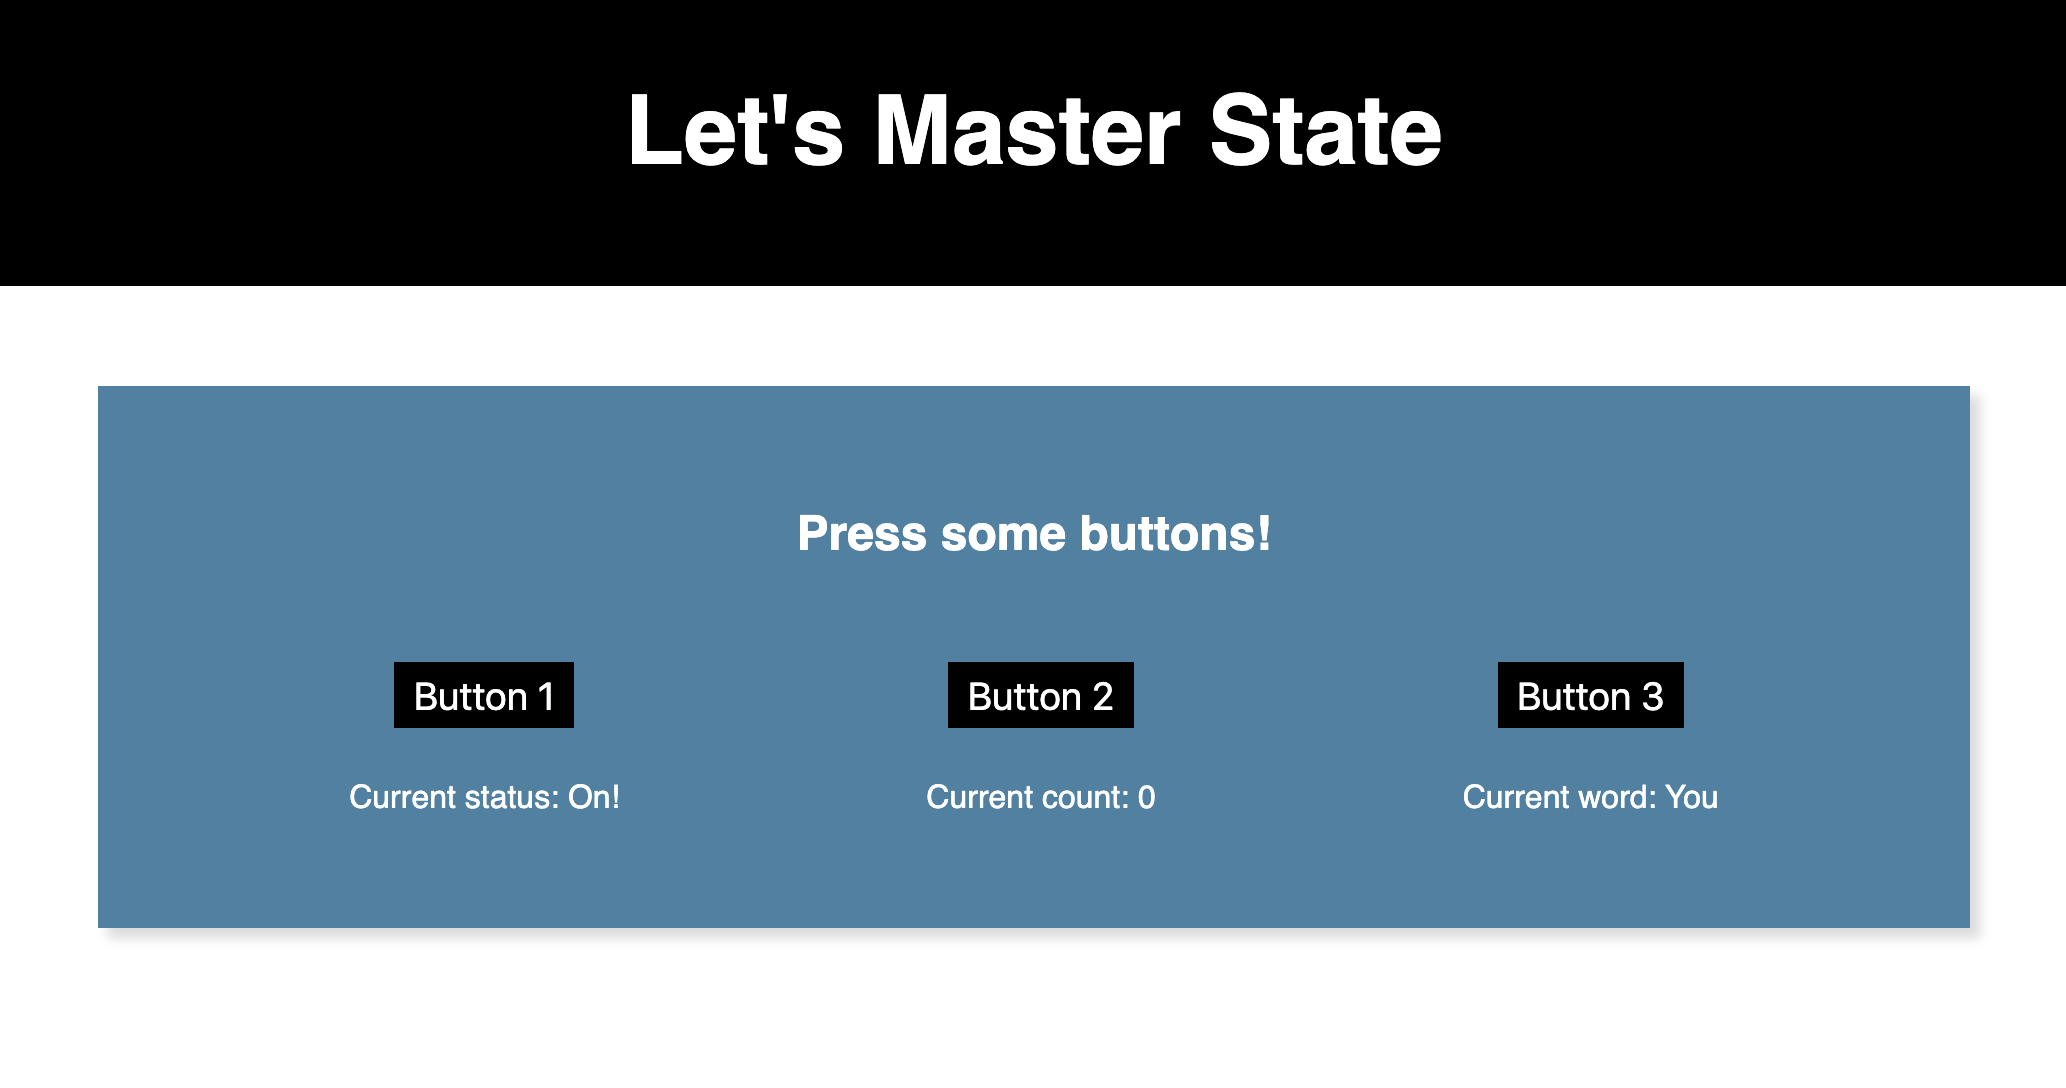 Let's Master State
Press some buttons!
Button 1
Button 2
Button 3
Current status: On!
Current count: 0
Current word: You